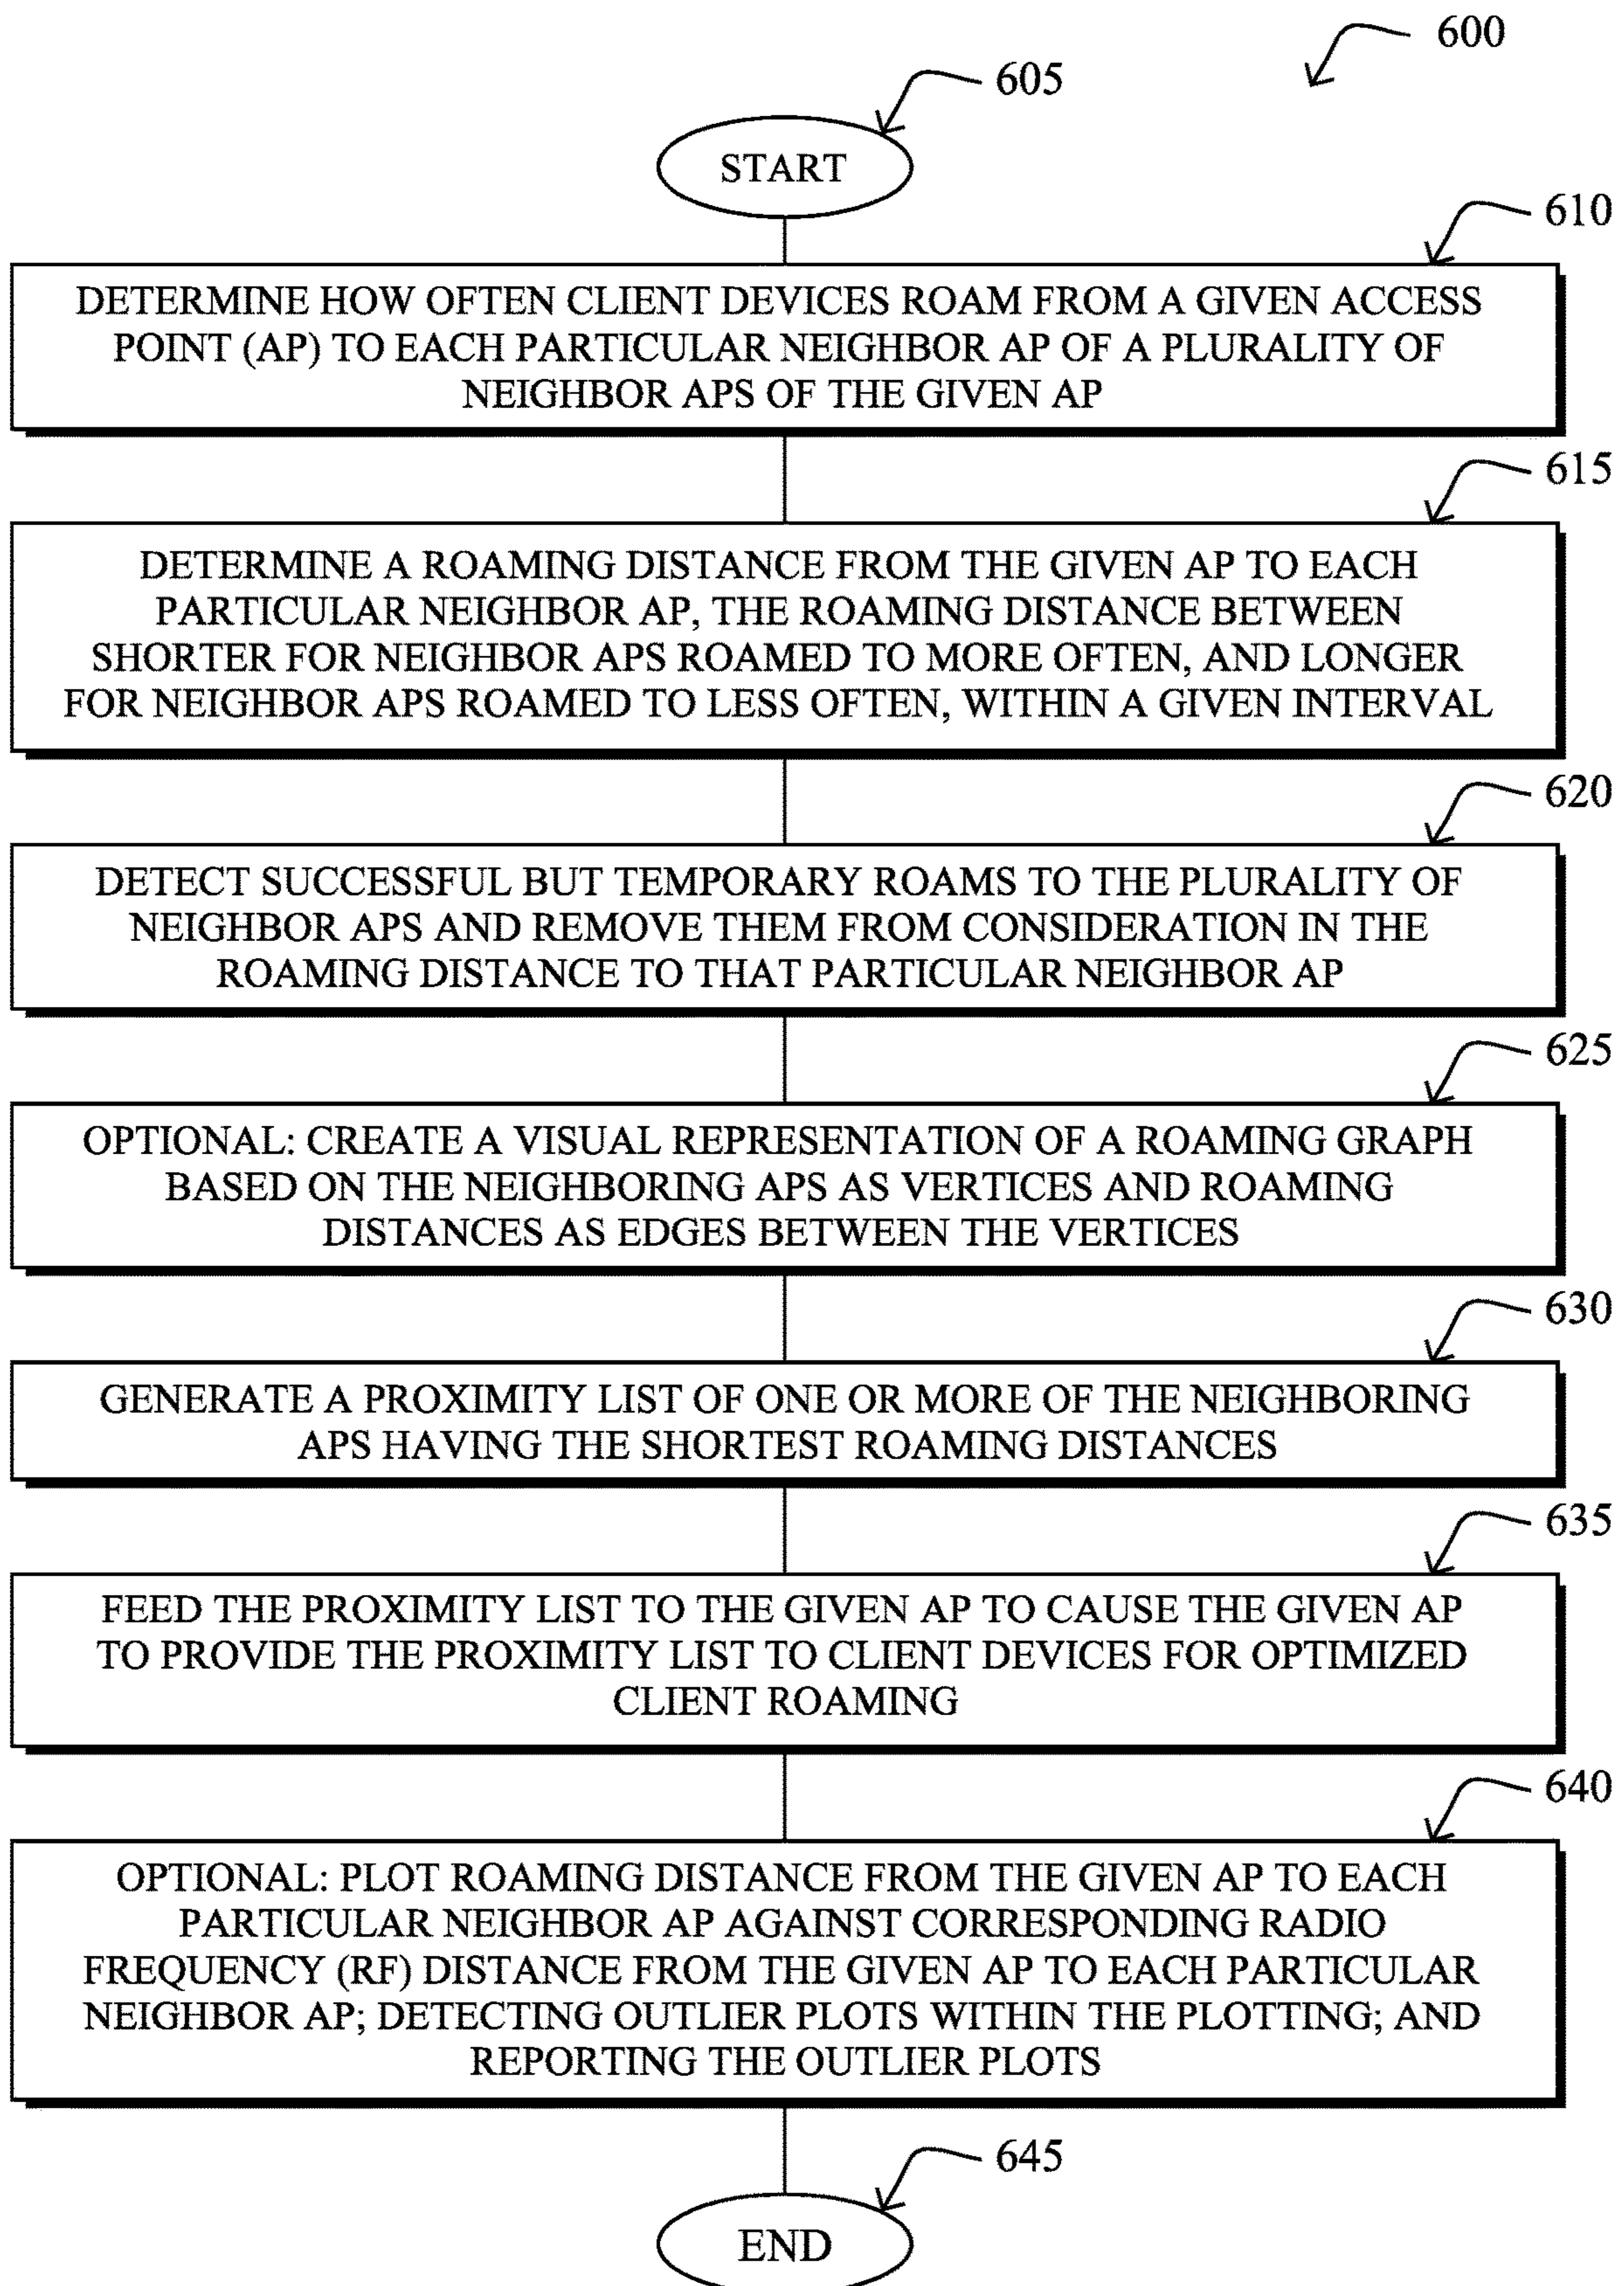 600
605
START
610
DETERMINE HOW OFTEN CLIENT DEVICES ROAM FROM A GIVEN ACCESS
POINT (AP) TO EACH PARTICULAR NEIGHBOR AP OF A PLURALITY OF
NEIGHBOR APS OF THE GIVEN AP
615
DETERMINE A ROAMING DISTANCE FROM THE GIVEN AP TO EACH
PARTICULAR NEIGHBOR AP, THE ROAMING DISTANCE BETWEEN
SHORTER FOR NEIGHBOR APS ROAMED TO MORE OFTEN, AND LONGER
FOR NEIGHBOR APS ROAMED TO LESS OFTEN, WITHIN A GIVEN INTERVAL
620
DETECT SUCCESSFUL BUT TEMPORARY ROAMS TO THE PLURALITY OF
NEIGHBOR APS AND REMOVE THEM FROM CONSIDERATION IN THE
ROAMING DISTANCE TO THAT PARTICULAR NEIGHBOR AP
625
OPTIONAL: CREATE A VISUAL REPRESENTATION OF A ROAMING GRAPH
BASED ON THE NEIGHBORING APS AS VERTICES AND ROAMING
DISTANCES AS EDGES BETWEEN THE VERTICES
630
GENERATE A PROXIMITY LIST OF ONE OR MORE OF THE NEIGHBORING
APS HAVING THE SHORTEST ROAMING DISTANCES
635
FEED THE PROXIMITY LIST TO THE GIVEN AP TO CAUSE THE GIVEN AP
TO PROVIDE THE PROXIMITY LIST TO CLIENT DEVICES FOR OPTIMIZED
CLIENT ROAMING
640
OPTIONAL: PLOT ROAMING DISTANCE FROM THE GIVEN AP TO EACH
PARTICULAR NEIGHBOR AP AGAINST CORRESPONDING RADIO
FREQUENCY (RF) DISTANCE FROM THE GIVEN AP TO EACH PARTICULAR
NEIGHBOR AP; DETECTING OUTLIER PLOTS WITHIN THE PLOTTING; AND
REPORTING THE OUTLIER PLOTS
645
END